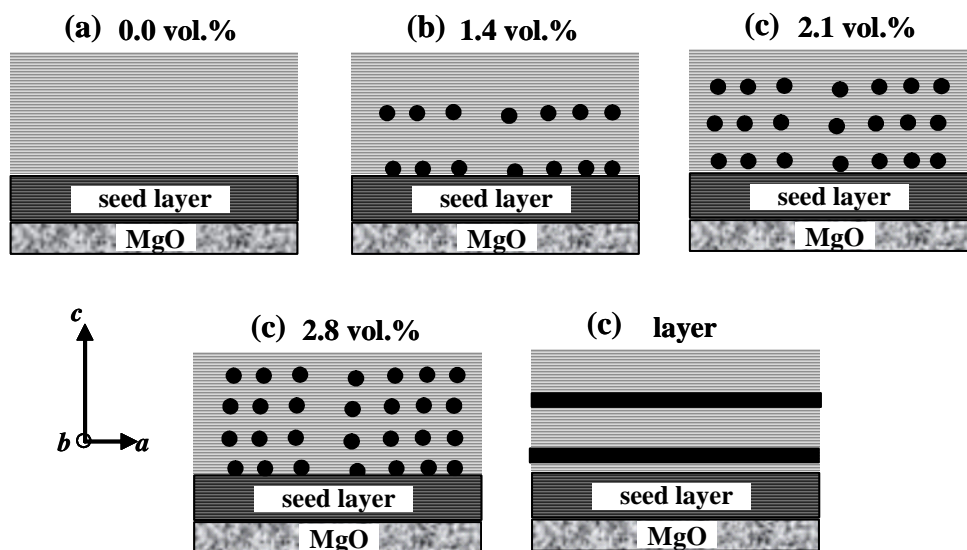 (a) 0.0 vol.%
(b) 1.4 vol.%
(c) 2.1 vol.%
seed layer
MgO
seed layer
MgO
seed layer
MgO
c
b
a
(c) 2.8 vol.%
(c) layer
seed layer
MgO
seed layer
MgO